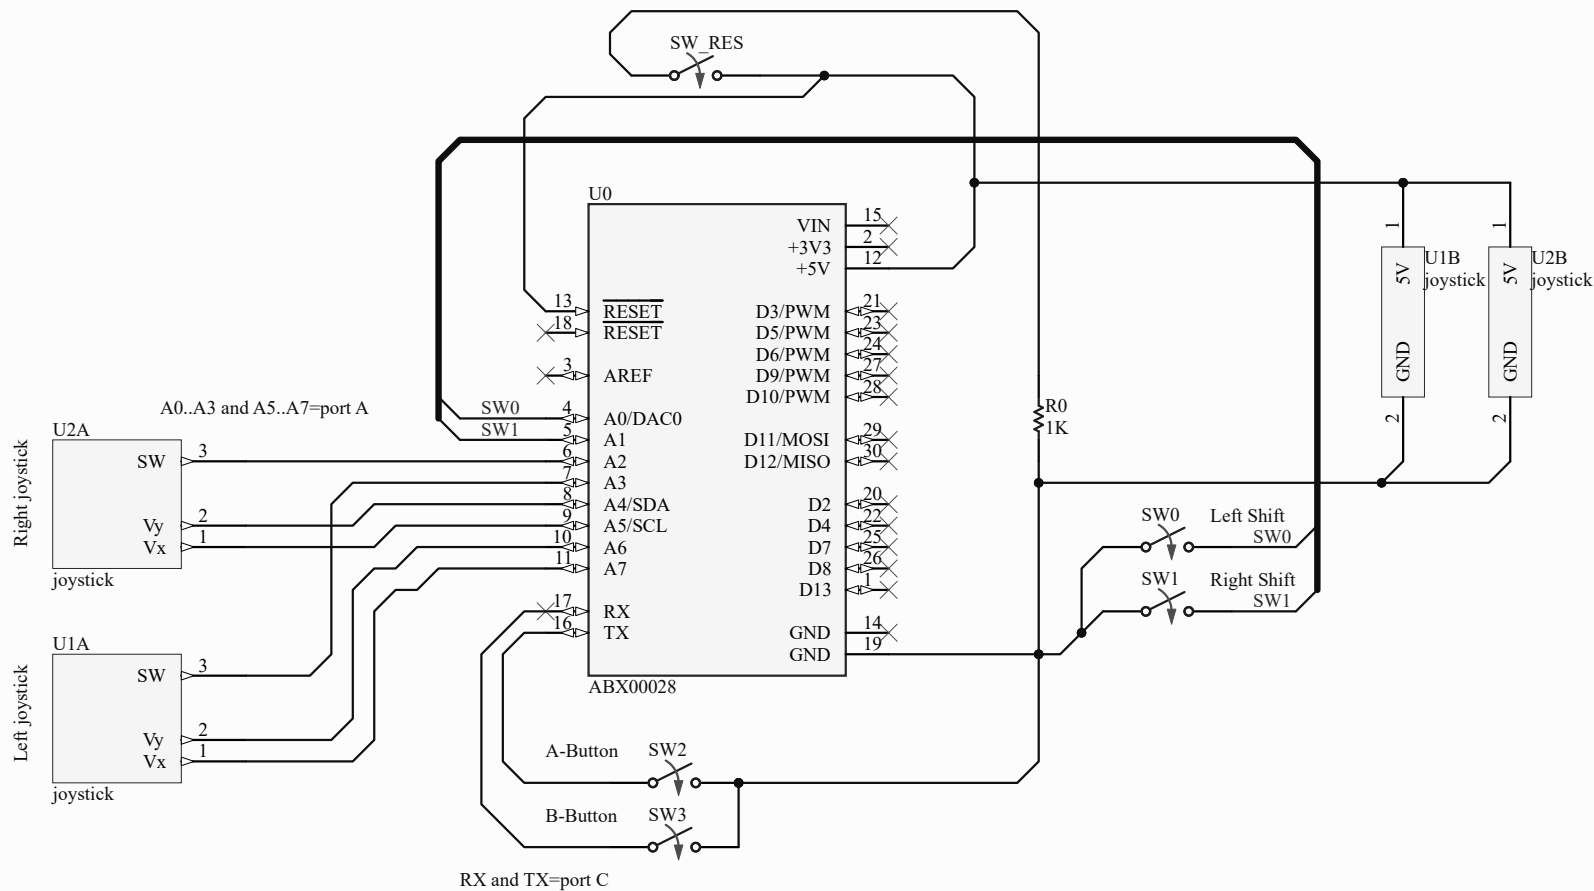 SW_RES
U0
VIN 15
+3V3 2
+5V 12
13 RESET
18 RESET
3 AREF
D3/PWM 21
D5/PWM 23
D6/PWM 24
D9/PWM 27
D10/PWM 28
A0..A3 and A5..A7=port A
SW0 4 A0/DAC0
SW1 5 A1
6 A2
7 A3
8 A4/SDA
9 A5/SCL
10 A6
11 A7
D11/MOSI 29
D12/MISO 30
D2 20
D4 22
D7 25
D8 26
D13 1
17 RX
16 TX
GND 14
GND 19
ABX00028
R0
1K
1
5V
GND
2
U1B
joystick
1
5V
GND
2
U2B
joystick
Right joystick
U2A
SW 3
Vy 2
Vx 1
joystick
Left joystick
U1A
SW 3
Vy 2
Vx 1
joystick
SW0 Left Shift
SW0
SW1 Right Shift
SW1
A-Button SW2
B-Button SW3
RX and TX=port C